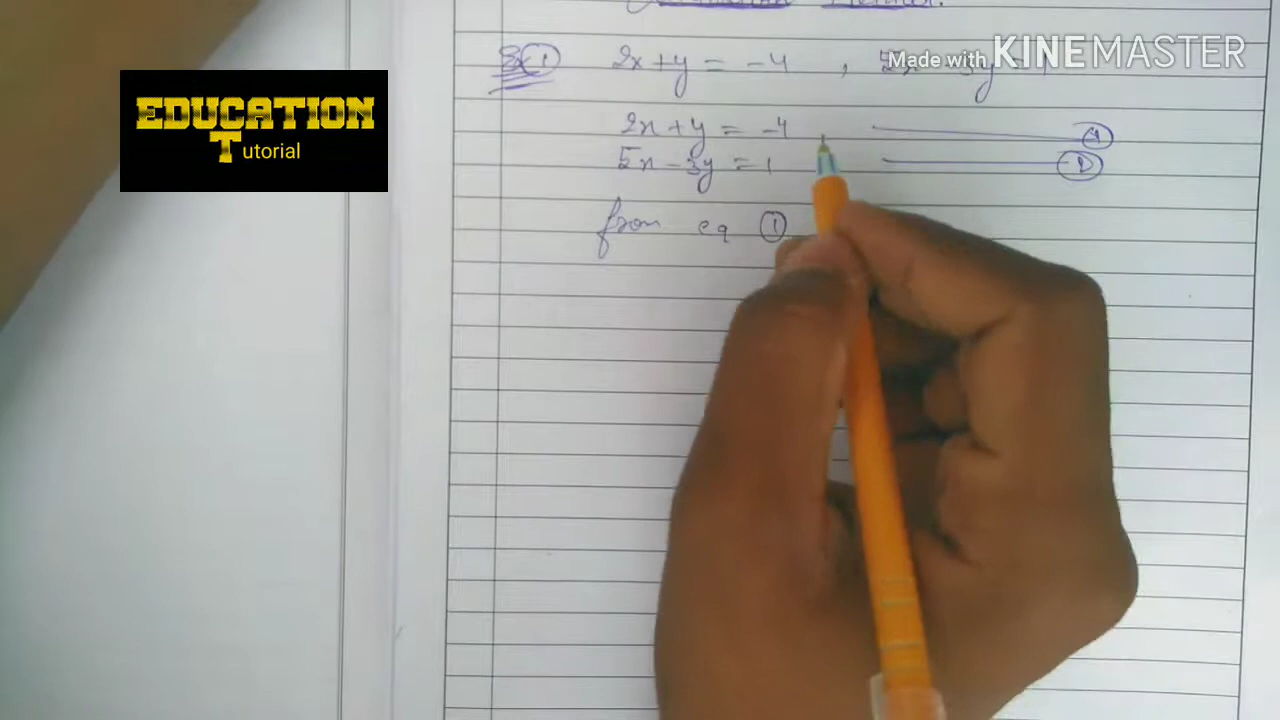 2x + y = -4 ,
Made with KINEMASTER
EDUCATION
Tutorial
2x + y = -4
5x - 3y = 1
from eq ①